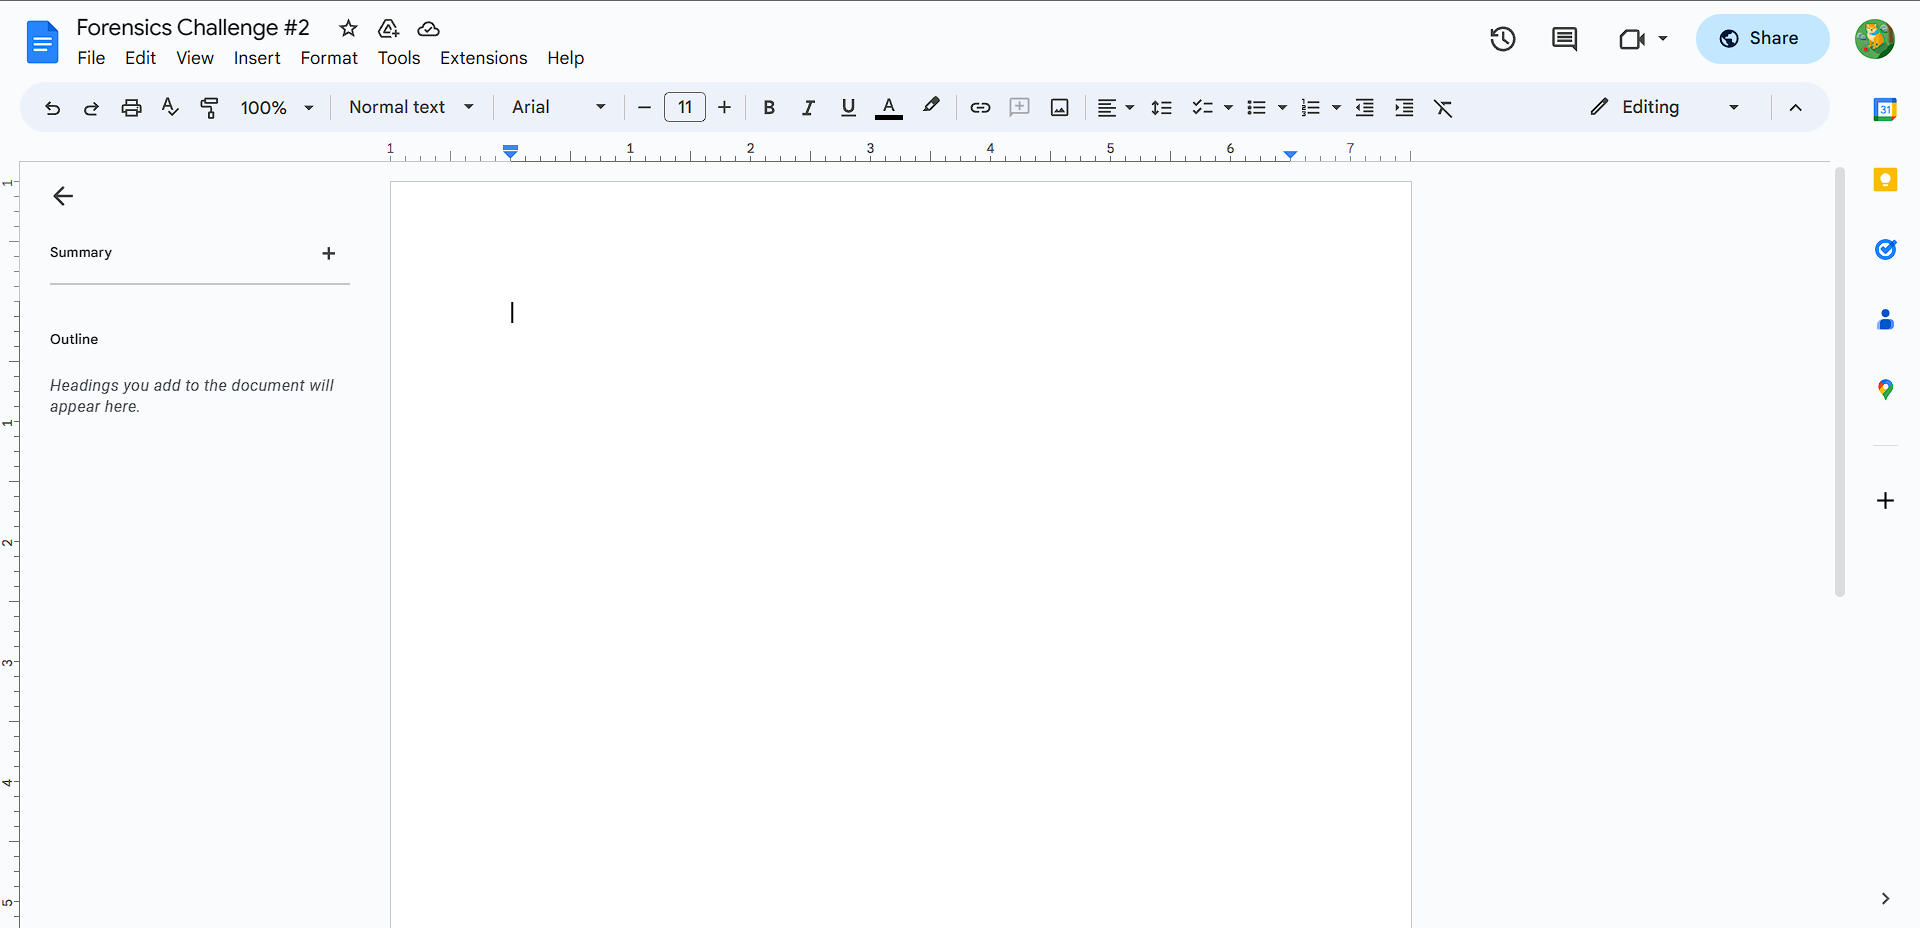 Forensics Challenge #2
File Edit View Insert Format Tools Extensions Help
Share
100% Normal text Arial 11 B I U A Editing
31
1 1 2 3 4 5 6 7
Summary
Outline
Headings you add to the document will
appear here.
1
1
2
3
4
5